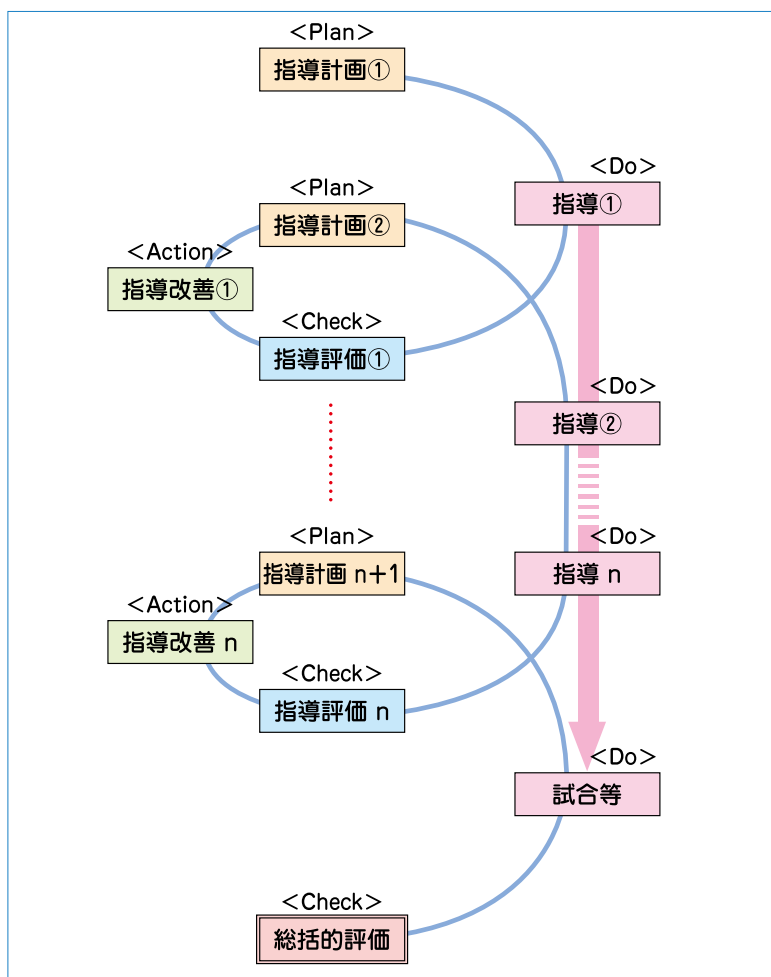 <Plan>
指導計画①
<Do>
指導①
<Plan>
指導計画②
<Action>
指導改善①
<Check>
指導評価①
<Do>
指導②
<Plan>
指導計画 n+1
<Do>
指導 n
<Action>
指導改善 n
<Check>
指導評価 n
<Do>
試合等
<Check>
総括的評価